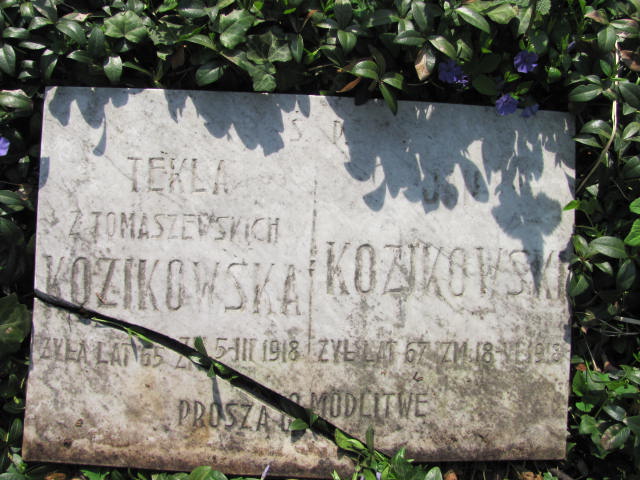 Ś. P.
TEKLA
Z TOMASZEWSKICH
KOZIKOWSKA
ŻYŁA LAT 65 ZM. 5-III 1918
KOZIKOWSKI
ŻYŁ LAT 67 ZM. 18-VI-1918
PROSZĄ O MODLITWĘ